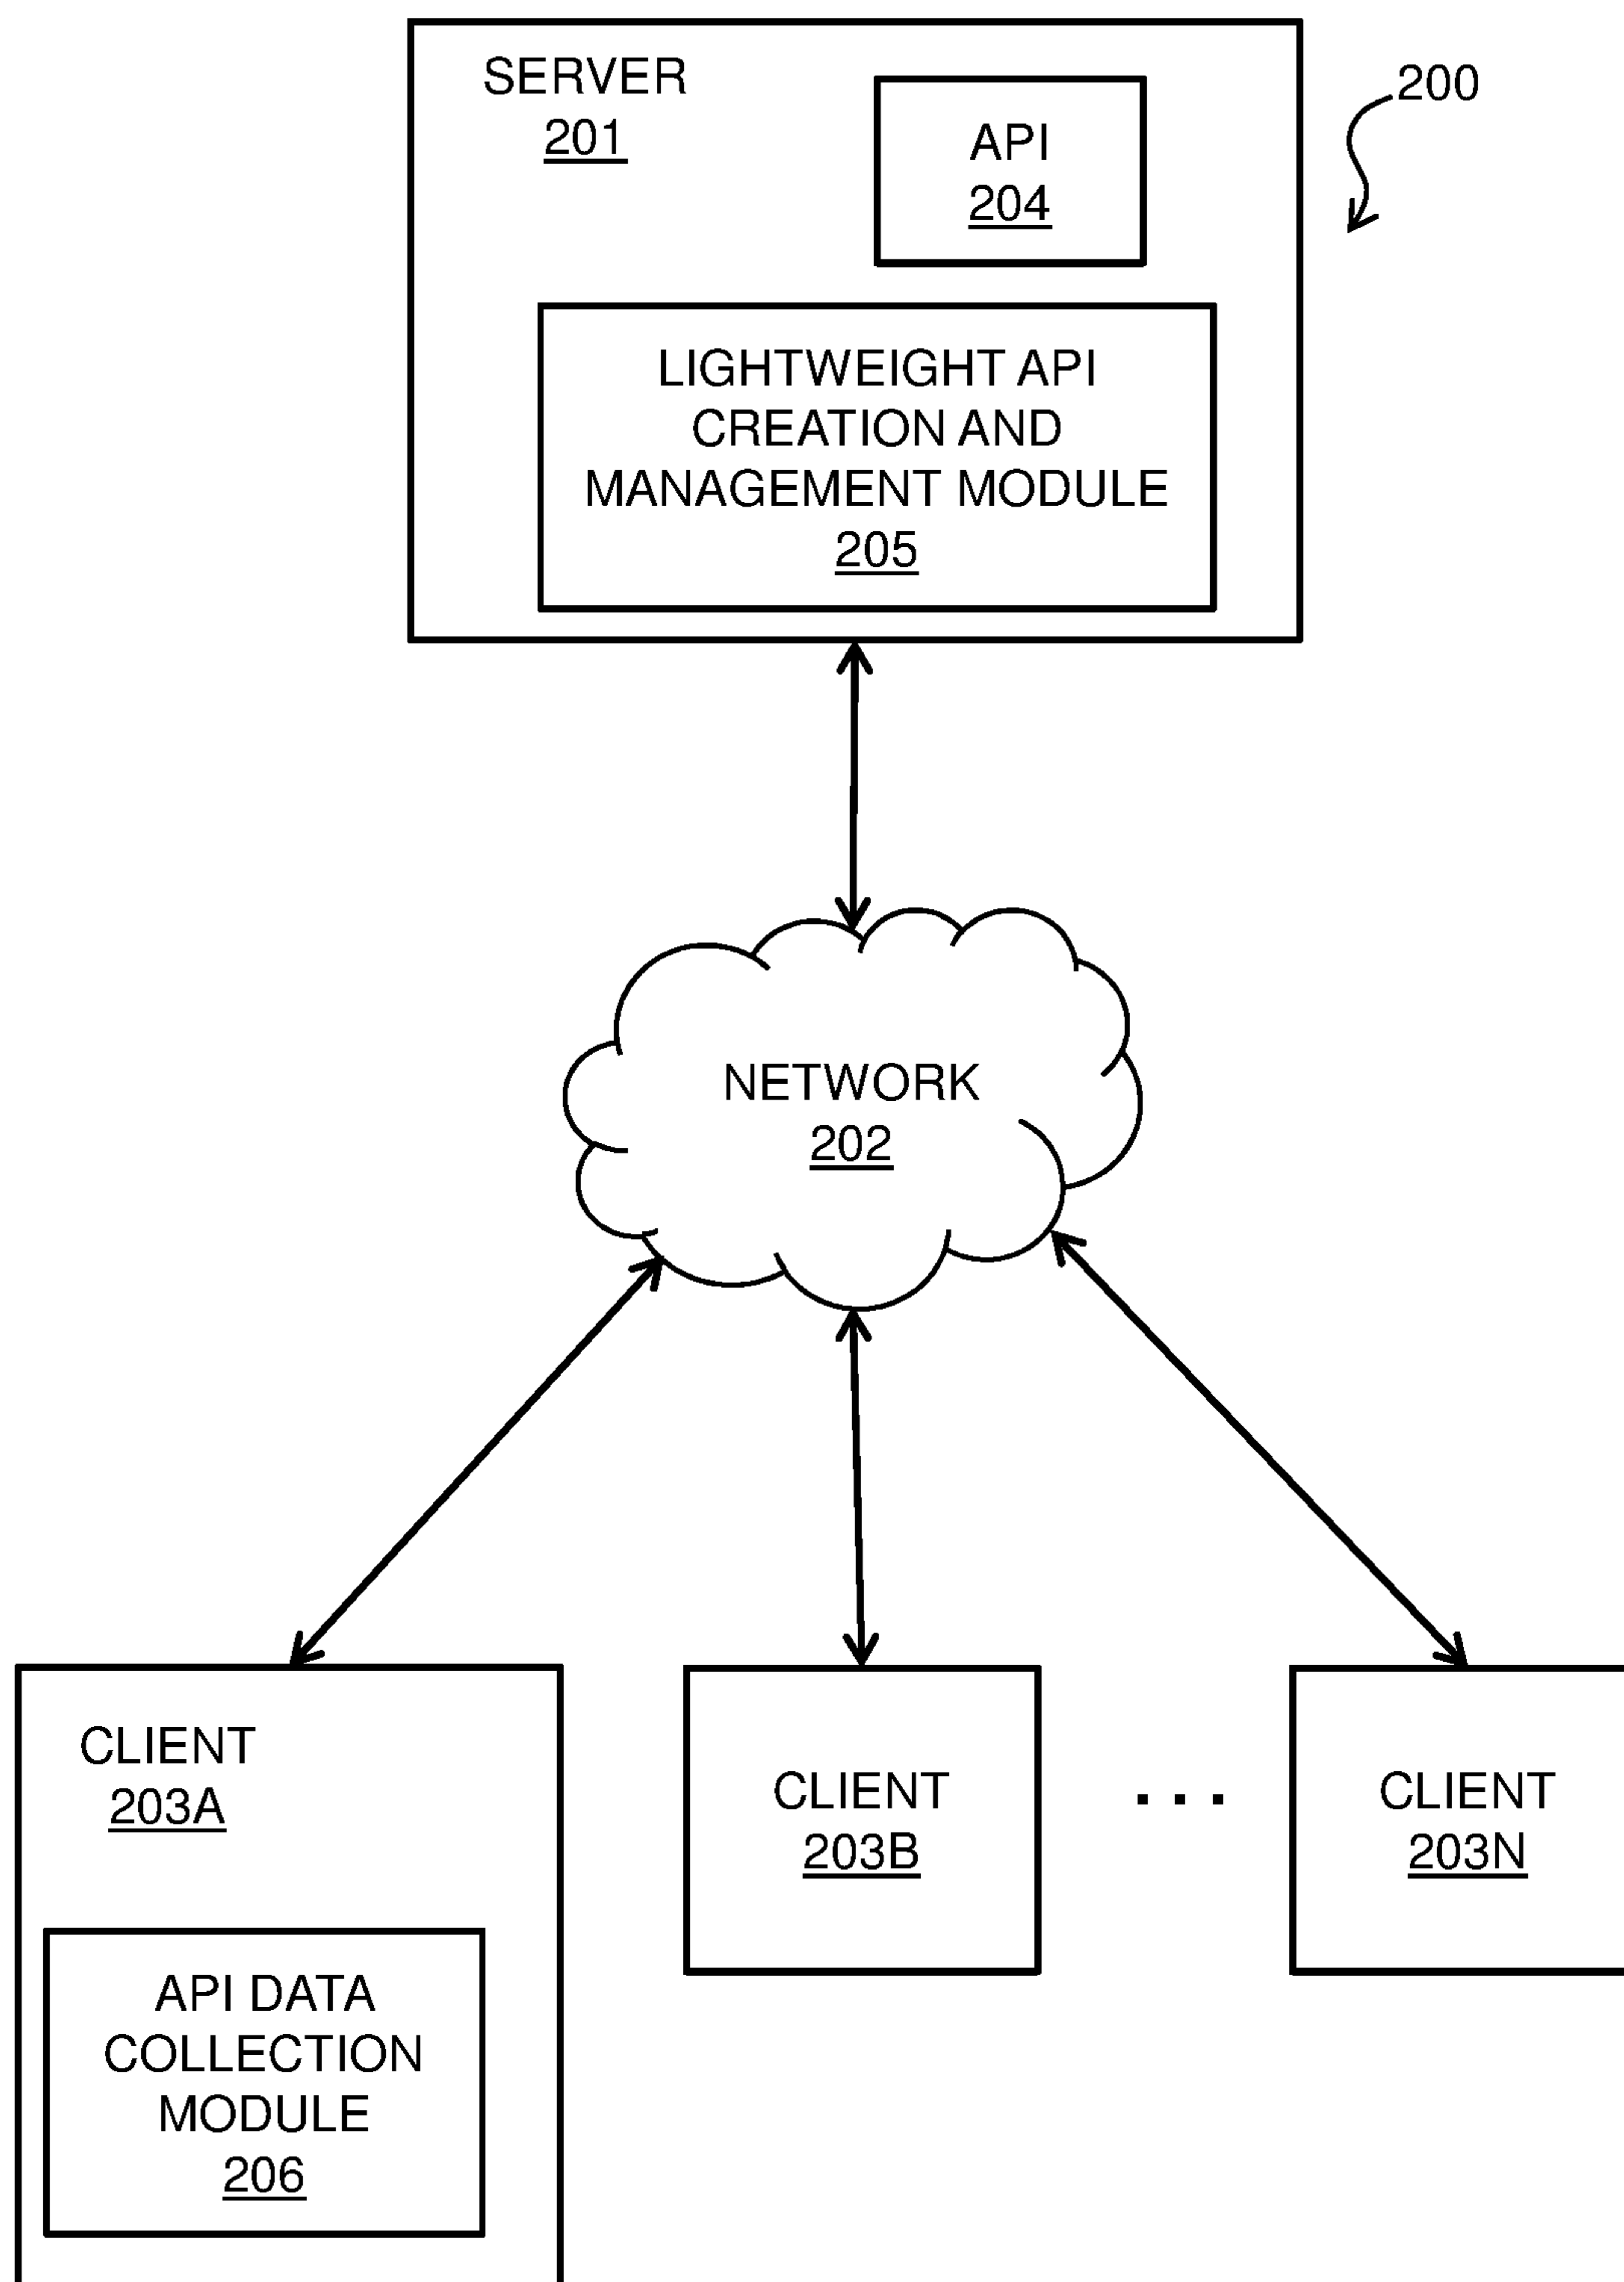 SERVER
201
API
204
200
LIGHTWEIGHT API
CREATION AND
MANAGEMENT MODULE
205
NETWORK
202
CLIENT
203A
API DATA
COLLECTION
MODULE
206
CLIENT
203B
. . .
CLIENT
203N